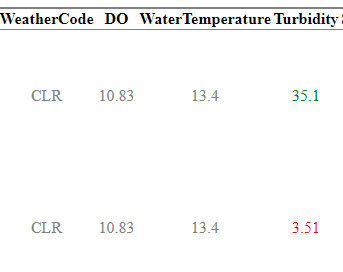 WeatherCode DO WaterTemperature Turbidity
CLR 10.83 13.4 35.1
CLR 10.83 13.4 3.51